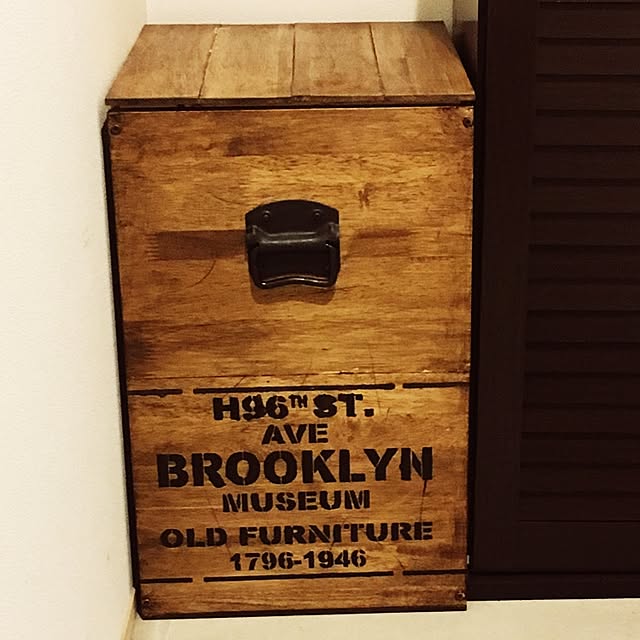 H96TH ST.
AVE
BROOKLYN
MUSEUM
OLD FURNITURE
1796-1946